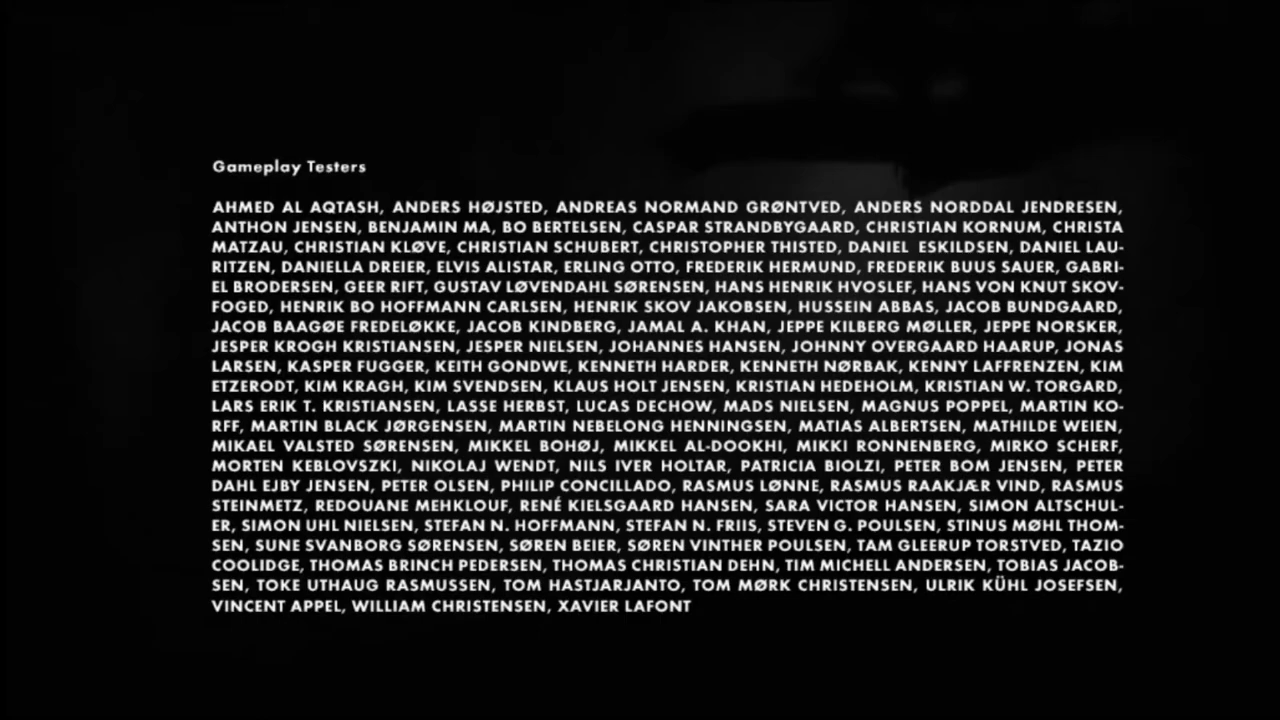 Gameplay Testers
AHMED AL AQTASH, ANDERS HØJSTED, ANDREAS NORMAND GRØNTVED, ANDERS NORDDAL JENDRESEN,
ANTHON JENSEN, BENJAMIN MA, BO BERTELSEN, CASPAR STRANDBYGAARD, CHRISTIAN KORNUM, CHRISTA
MATZAU, CHRISTIAN KLØVE, CHRISTIAN SCHUBERT, CHRISTOPHER THISTED, DANIEL ESKILDSEN, DANIEL LAU-
RITZEN, DANIELLA DREIER, ELVIS ALISTAR, ERLING OTTO, FREDERIK HERMUND, FREDERIK BUUS SAUER, GABRI-
EL BRODERSEN, GEER RIFT, GUSTAV LØVENDAHL SØRENSEN, HANS HENRIK HVOSLEF, HANS VON KNUT SKOV-
FOGED, HENRIK BO HOFFMANN CARLSEN, HENRIK SKOV JAKOBSEN, HUSSEIN ABBAS, JACOB BUNDGAARD,
JACOB BAAGØE FREDELØKKE, JACOB KINDBERG, JAMAL A. KHAN, JEPPE KILBERG MØLLER, JEPPE NORSKER,
JESPER KROGH KRISTIANSEN, JESPER NIELSEN, JOHANNES HANSEN, JOHNNY OVERGAARD HAARUP, JONAS
LARSEN, KASPER FUGGER, KEITH GONDWE, KENNETH HARDER, KENNETH NØRBAK, KENNY LAFFRENZEN, KIM
ETZERODT, KIM KRAGH, KIM SVENDSEN, KLAUS HOLT JENSEN, KRISTIAN HEDEHOLM, KRISTIAN W. TORGARD,
LARS ERIK T. KRISTIANSEN, LASSE HERBST, LUCAS DECHOW, MADS NIELSEN, MAGNUS POPPEL, MARTIN KO-
RFF, MARTIN BLACK JØRGENSEN, MARTIN NEBELONG HENNINGSEN, MATIAS ALBERTSEN, MATHILDE WEIEN,
MIKAEL VALSTED SØRENSEN, MIKKEL BOHØJ, MIKKEL AL-DOOKHI, MIKKI RONNENBERG, MIRKO SCHERF,
MORTEN KEBLOVSZKI, NIKOLAJ WENDT, NILS IVER HOLTAR, PATRICIA BIOLZI, PETER BOM JENSEN, PETER
DAHL EJBY JENSEN, PETER OLSEN, PHILIP CONCILLADO, RASMUS LØNNE, RASMUS RAAKJÆR VIND, RASMUS
STEINMETZ, REDOUANE MEHKLOUF, RENÉ KIELSGAARD HANSEN, SARA VICTOR HANSEN, SIMON ALTSCHUL-
ER, SIMON UHL NIELSEN, STEFAN N. HOFFMANN, STEFAN N. FRIIS, STEVEN G. POULSEN, STINUS MØHL THOM-
SEN, SUNE SVANBORG SØRENSEN, SØREN BEIER, SØREN VINTHER POULSEN, TAM GLEERUP TORSTVED, TAZIO
COOLIDGE, THOMAS BRINCH PEDERSEN, THOMAS CHRISTIAN DEHN, TIM MICHELL ANDERSEN, TOBIAS JACOB-
SEN, TOKE UTHAUG RASMUSSEN, TOM HASTJARJANTO, TOM MØRK CHRISTENSEN, ULRIK KÜHL JOSEFSEN,
VINCENT APPEL, WILLIAM CHRISTENSEN, XAVIER LAFONT